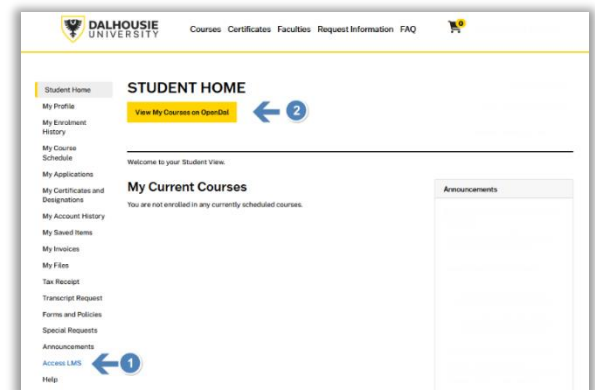 DALHOUSIE
UNIVERSITY
Courses Certificates Faculties Request Information FAQ
0
Student Home
My Profile
My Enrolment
History
My Course
Schedule
My Applications
My Certificates and
Designations
My Account History
My Saved Items
My Invoices
My Files
Tax Receipt
Transcript Request
Forms and Policies
Special Requests
Announcements
Access LMS
1
Help
STUDENT HOME
View My Courses on OpenDal
2
Welcome to your Student View.
My Current Courses
You are not enrolled in any currently scheduled courses.
Announcements